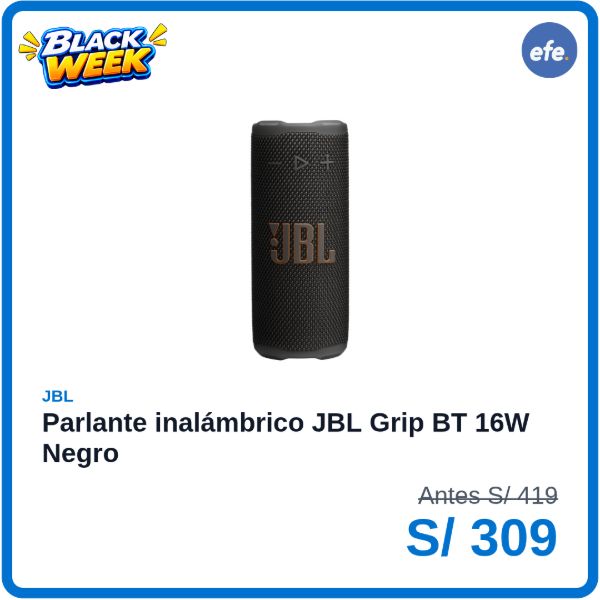 BLACK
WEEK
efe.
JBL
JBL
Parlante inalámbrico JBL Grip BT 16W
Negro
Antes S/ 419
S/ 309